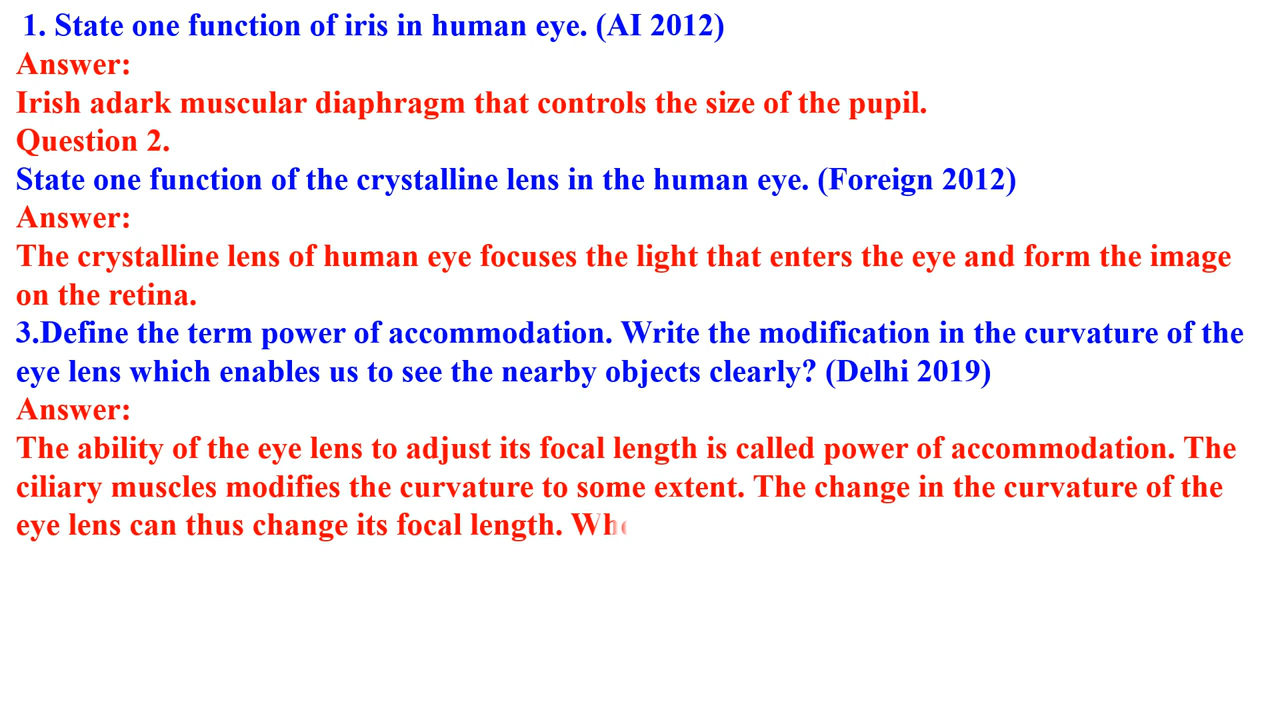 1. State one function of iris in human eye. (AI 2012)
Answer:
Irish adark muscular diaphragm that controls the size of the pupil.
Question 2.
State one function of the crystalline lens in the human eye. (Foreign 2012)
Answer:
The crystalline lens of human eye focuses the light that enters the eye and form the image
on the retina.
3.Define the term power of accommodation. Write the modification in the curvature of the
eye lens which enables us to see the nearby objects clearly? (Delhi 2019)
Answer:
The ability of the eye lens to adjust its focal length is called power of accommodation. The
ciliary muscles modifies the curvature to some extent. The change in the curvature of the
eye lens can thus change its focal length.